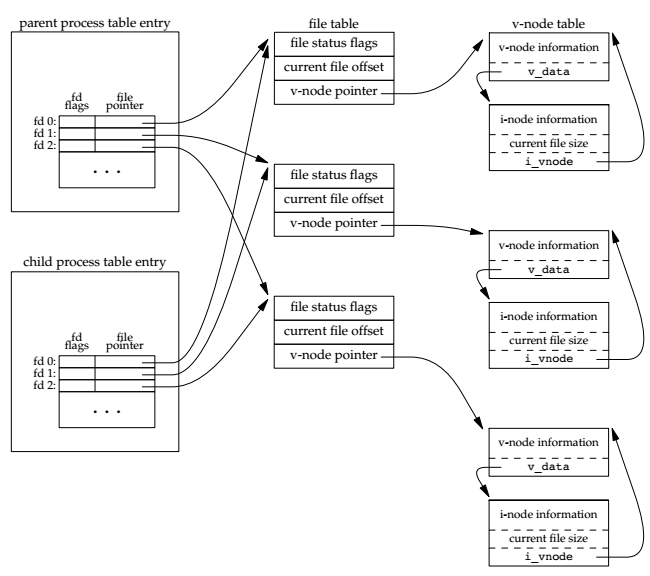 parent process table entry
fd flags
file pointer
fd 0:
fd 1:
fd 2:
. . .
child process table entry
fd flags
file pointer
fd 0:
fd 1:
fd 2:
. . .
file table
file status flags
current file offset
v-node pointer
file status flags
current file offset
v-node pointer
file status flags
current file offset
v-node pointer
v-node table
v-node information
v_data
i-node information
current file size
i_vnode
v-node information
v_data
i-node information
current file size
i_vnode
v-node information
v_data
i-node information
current file size
i_vnode